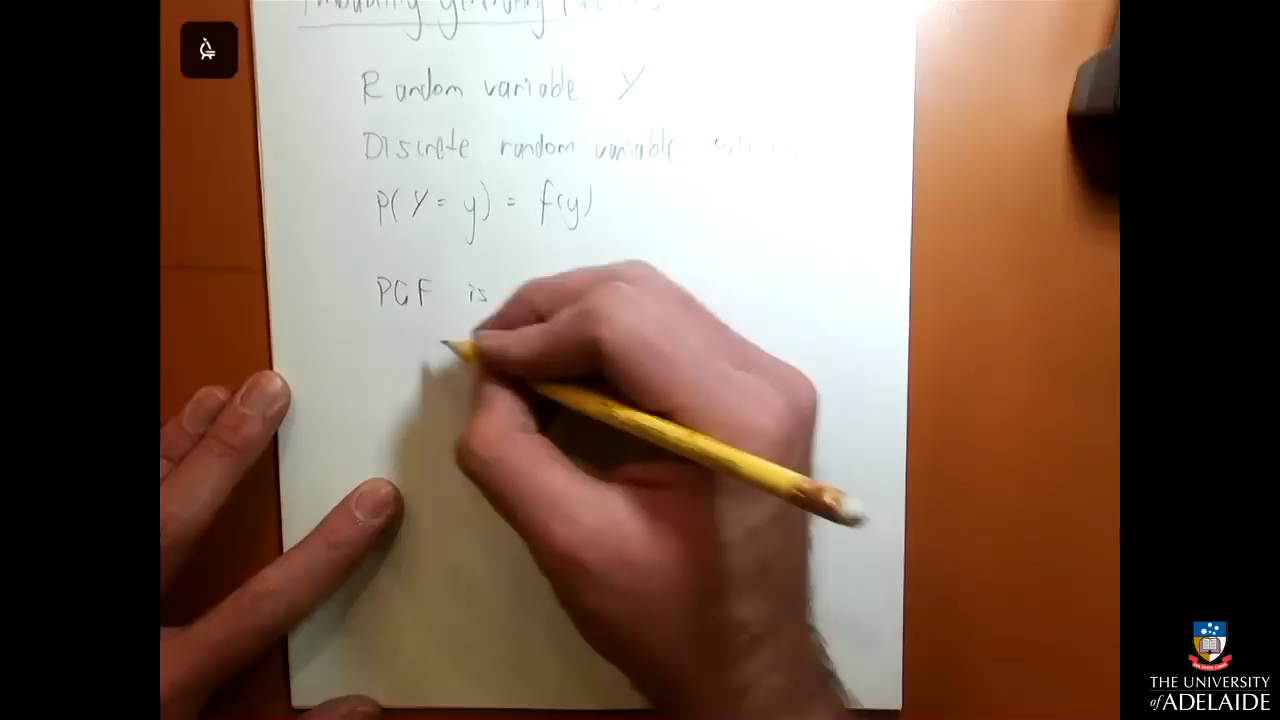 Random variable Y
Discrete random variable
P(Y = y) = f(y)
PGF is
THE UNIVERSITY
of ADELAIDE